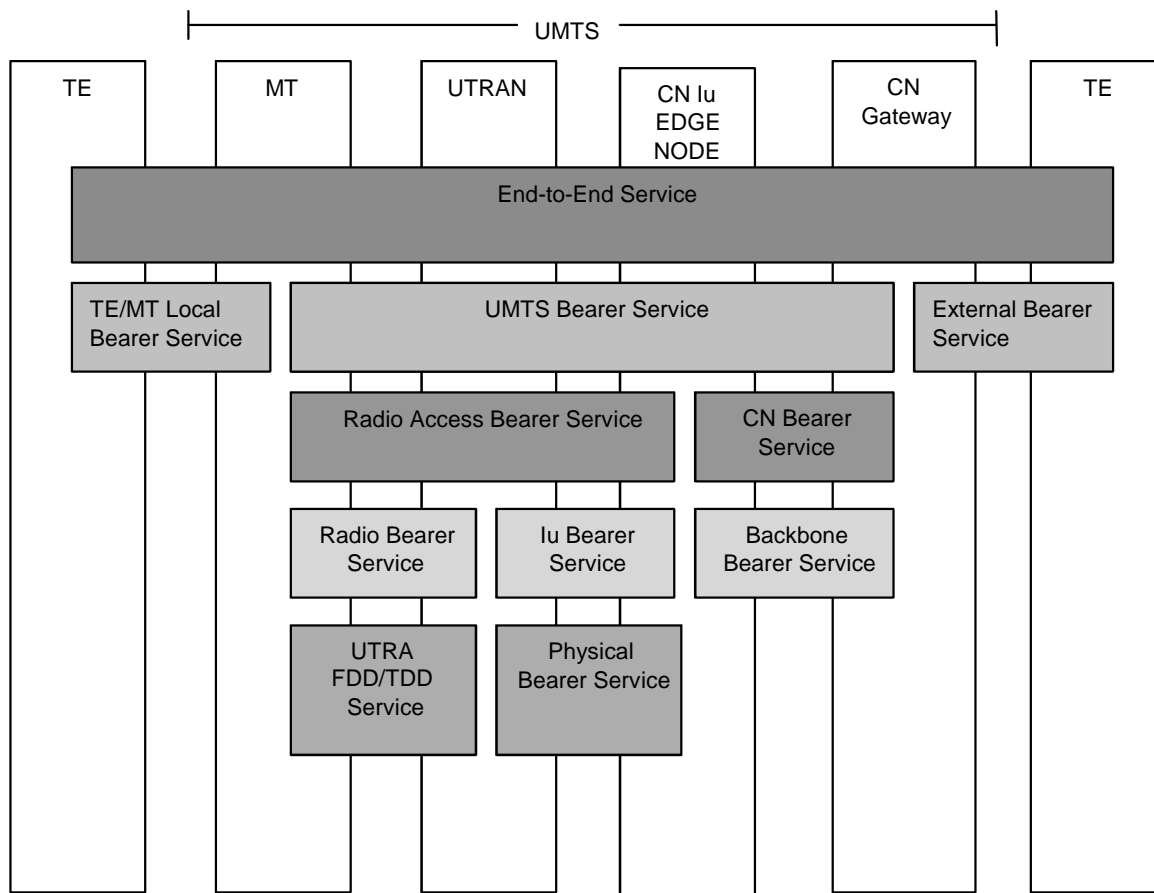 UMTS
TE
MT
UTRAN
CN Iu
EDGE
NODE
CN
Gateway
TE
End-to-End Service
TE/MT Local
Bearer Service
UMTS Bearer Service
External Bearer
Service
Radio Access Bearer Service
CN Bearer
Service
Radio Bearer
Service
Iu Bearer
Service
Backbone
Bearer Service
UTRA
FDD/TDD
Service
Physical
Bearer Service